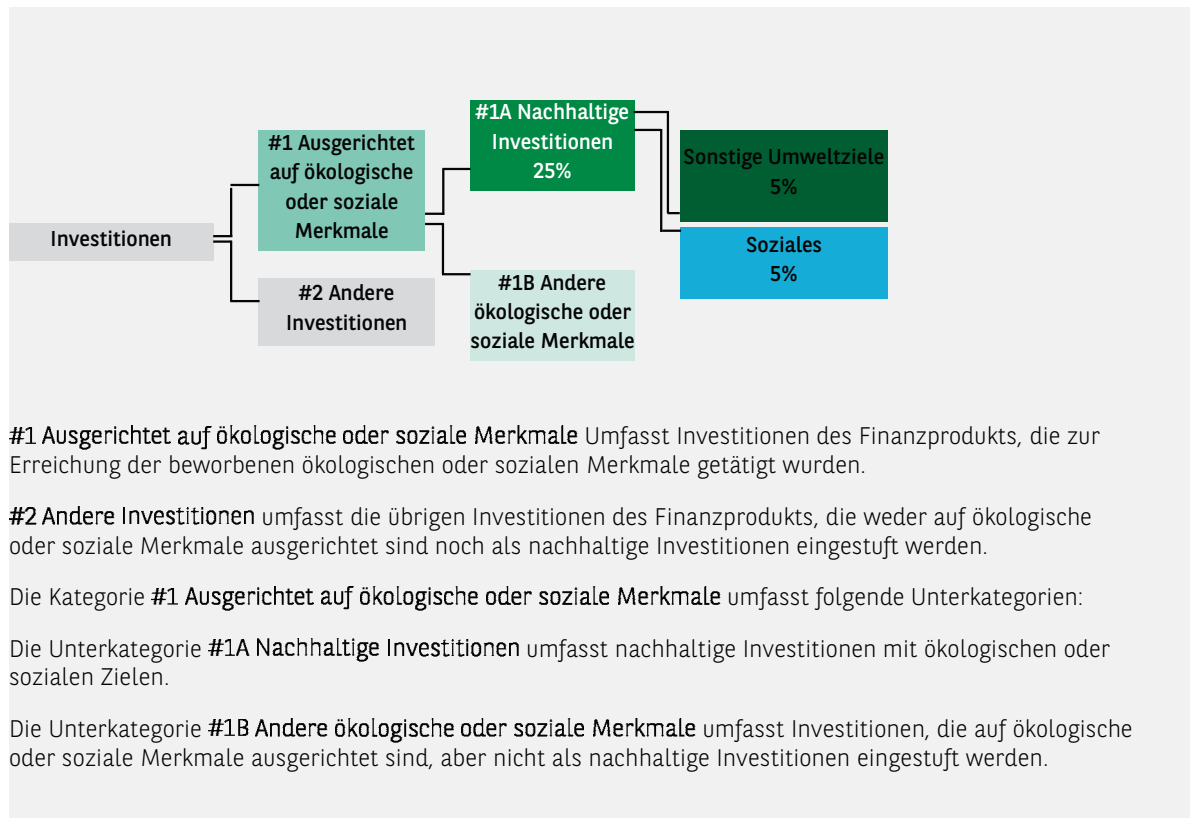 #1A Nachhaltige
Investitionen
25%
#1 Ausgerichtet
auf ökologische
oder soziale
Merkmale
Sonstige Umweltziele
5%
Investitionen
Soziales
5%
#2 Andere
Investitionen
#1B Andere
ökologische oder
soziale Merkmale
#1 Ausgerichtet auf ökologische oder soziale Merkmale Umfasst Investitionen des Finanzprodukts, die zur
Erreichung der beworbenen ökologischen oder sozialen Merkmale getätigt wurden.
#2 Andere Investitionen umfasst die übrigen Investitionen des Finanzprodukts, die weder auf ökologische
oder soziale Merkmale ausgerichtet sind noch als nachhaltige Investitionen eingestuft werden.
Die Kategorie #1 Ausgerichtet auf ökologische oder soziale Merkmale umfasst folgende Unterkategorien:
Die Unterkategorie #1A Nachhaltige Investitionen umfasst nachhaltige Investitionen mit ökologischen oder
sozialen Zielen.
Die Unterkategorie #1B Andere ökologische oder soziale Merkmale umfasst Investitionen, die auf ökologische
oder soziale Merkmale ausgerichtet sind, aber nicht als nachhaltige Investitionen eingestuft werden.